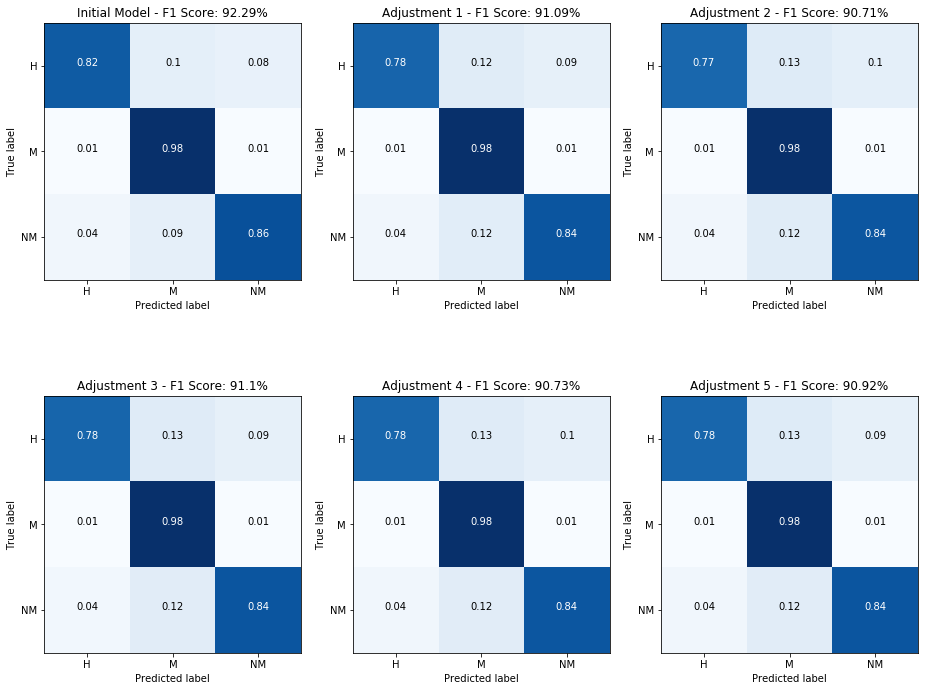 Initial Model - F1 Score: 92.29%
True label
H
0.82 0.1 0.08
M
0.01 0.98 0.01
NM
0.04 0.09 0.86
H M NM
Predicted label
Adjustment 1 - F1 Score: 91.09%
True label
H
0.78 0.12 0.09
M
0.01 0.98 0.01
NM
0.04 0.12 0.84
H M NM
Predicted label
Adjustment 2 - F1 Score: 90.71%
True label
H
0.77 0.13 0.1
M
0.01 0.98 0.01
NM
0.04 0.12 0.84
H M NM
Predicted label
Adjustment 3 - F1 Score: 91.1%
True label
H
0.78 0.13 0.09
M
0.01 0.98 0.01
NM
0.04 0.12 0.84
H M NM
Predicted label
Adjustment 4 - F1 Score: 90.73%
True label
H
0.78 0.13 0.1
M
0.01 0.98 0.01
NM
0.04 0.12 0.84
H M NM
Predicted label
Adjustment 5 - F1 Score: 90.92%
True label
H
0.78 0.13 0.09
M
0.01 0.98 0.01
NM
0.04 0.12 0.84
H M NM
Predicted label